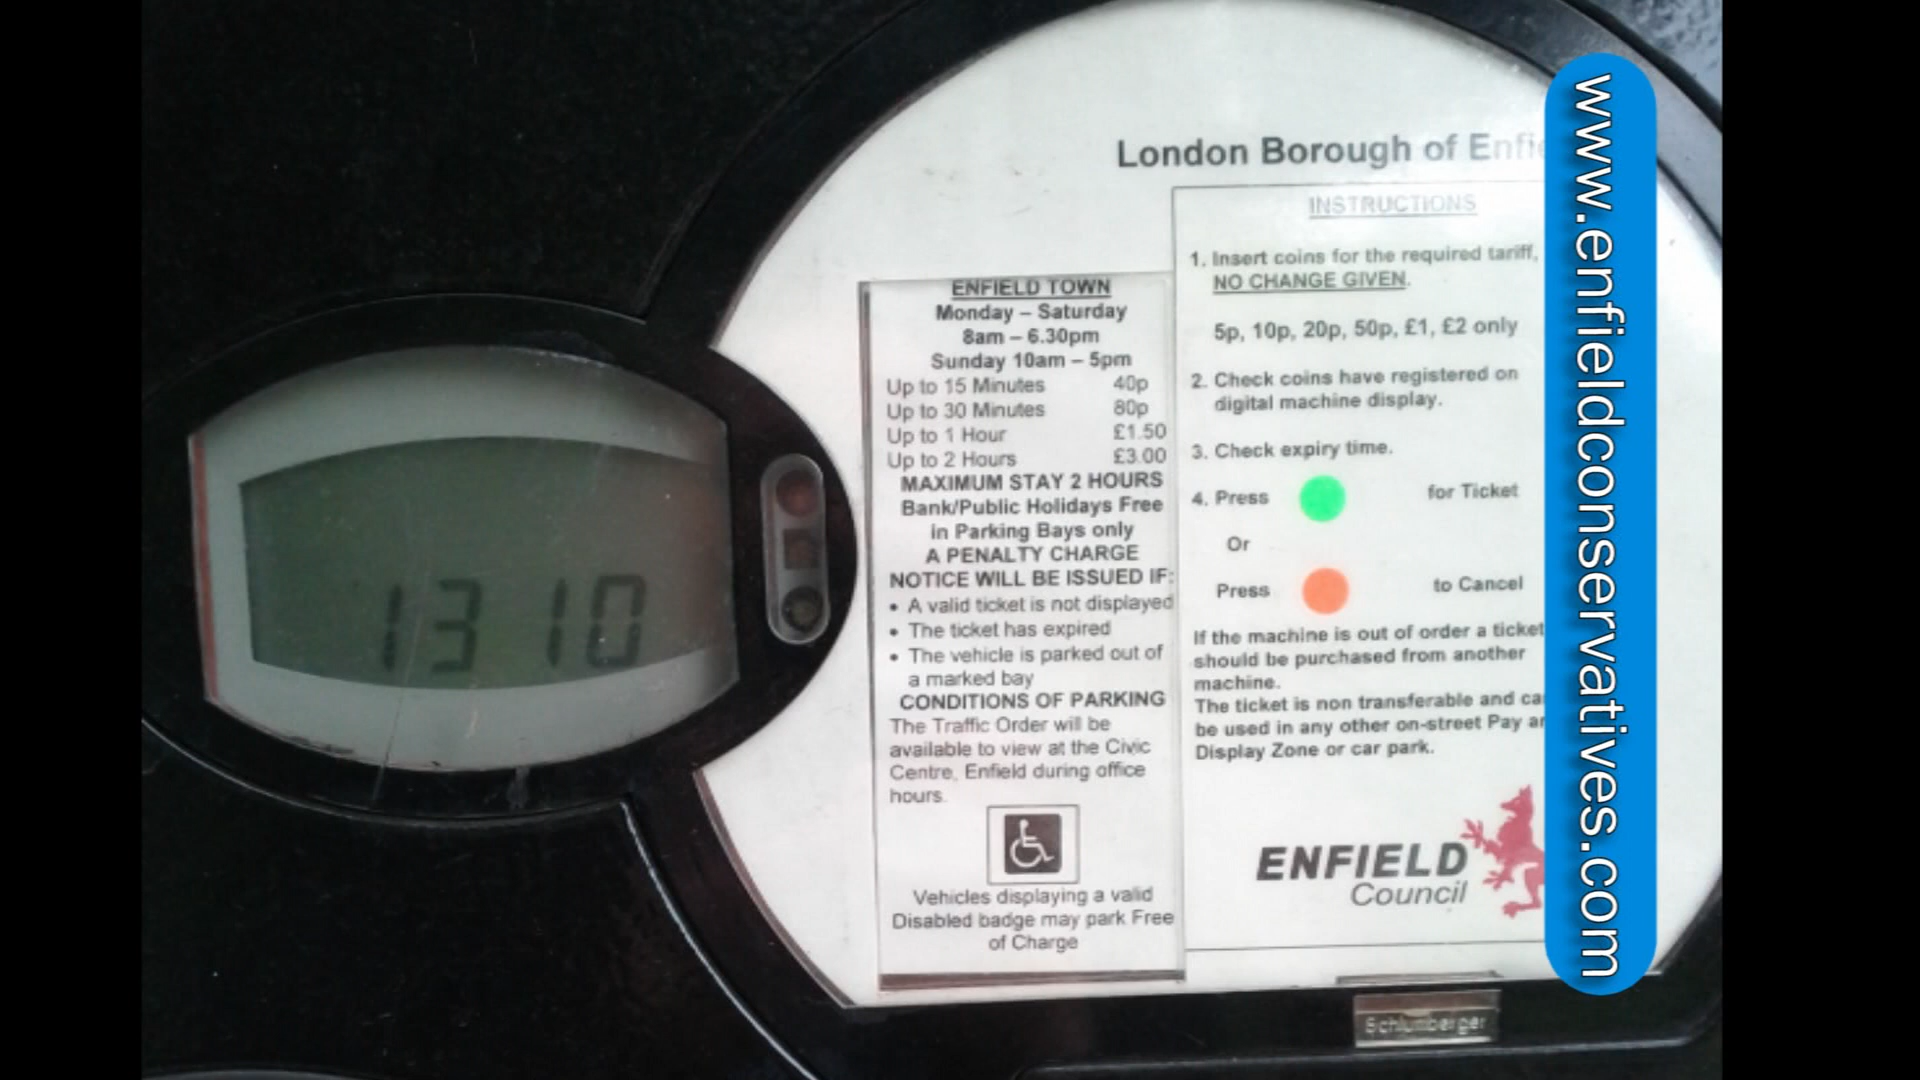 London Borough of
ENFIELD TOWN
Monday – Saturday
8am – 6.30pm
Sunday 10am – 5pm
Up to 15 Minutes 40p
Up to 30 Minutes 80p
Up to 1 Hour £1.50
Up to 2 Hours £3.00
MAXIMUM STAY 2 HOURS
Bank/Public Holidays Free
in Parking Bays only
A PENALTY CHARGE
NOTICE WILL BE ISSUED IF:
• A valid ticket is not displayed
• The ticket has expired
• The vehicle is parked out of
a marked bay
CONDITIONS OF PARKING
The Traffic Order will be
available to view at the Civic
Centre, Enfield during office
hours.
Vehicles displaying a valid
Disabled badge may park Free
of Charge
INSTRUCTIONS
1. Insert coins for the required tariff,
NO CHANGE GIVEN.
5p, 10p, 20p, 50p, £1, £2 only
2. Check coins have registered on
digital machine display.
3. Check expiry time.
4. Press for Ticket
Or
Press to Cancel
If the machine is out of order a ticket
should be purchased from another
machine.
The ticket is non transferable and
be used in any other on-street Pay
Display Zone or car park.
ENFIELD
Council
1310
Schlumberger
www.enfieldconservatives.com